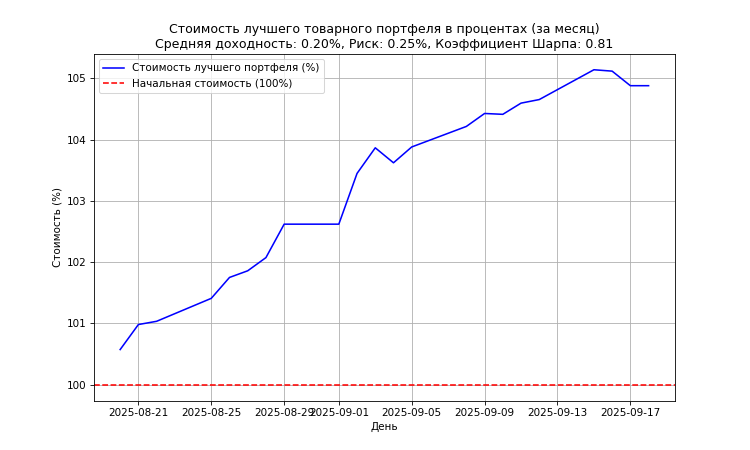 Стоимость лучшего товарного портфеля в процентах (за месяц)
Средняя доходность: 0.20%, Риск: 0.25%, Коэффициент Шарпа: 0.81
Стоимость лучшего портфеля (%)
Начальная стоимость (100%)
Стоимость (%)
105
104
103
102
101
100
2025-08-21 2025-08-25 2025-08-29 2025-09-01 2025-09-05 2025-09-09 2025-09-13 2025-09-17
День